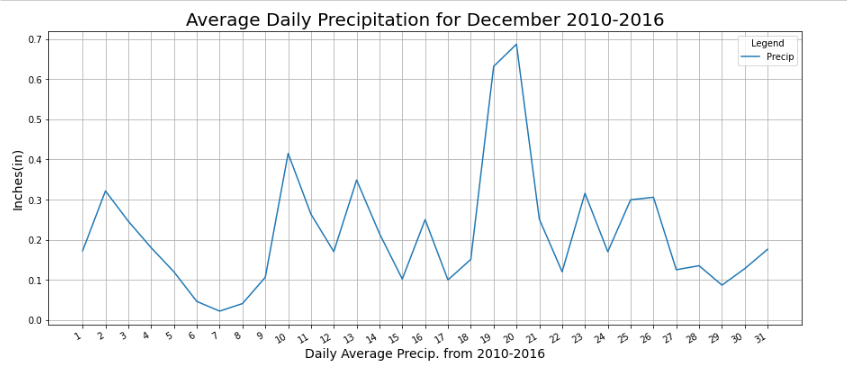 Average Daily Precipitation for December 2010-2016
Legend
Precip
Inches(in)
0.7
0.6
0.5
0.4
0.3
0.2
0.1
0.0
1 2 3 4 5 6 7 8 9 10 11 12 13 14 15 16 17 18 19 20 21 22 23 24 25 26 27 28 29 30 31
Daily Average Precip. from 2010-2016